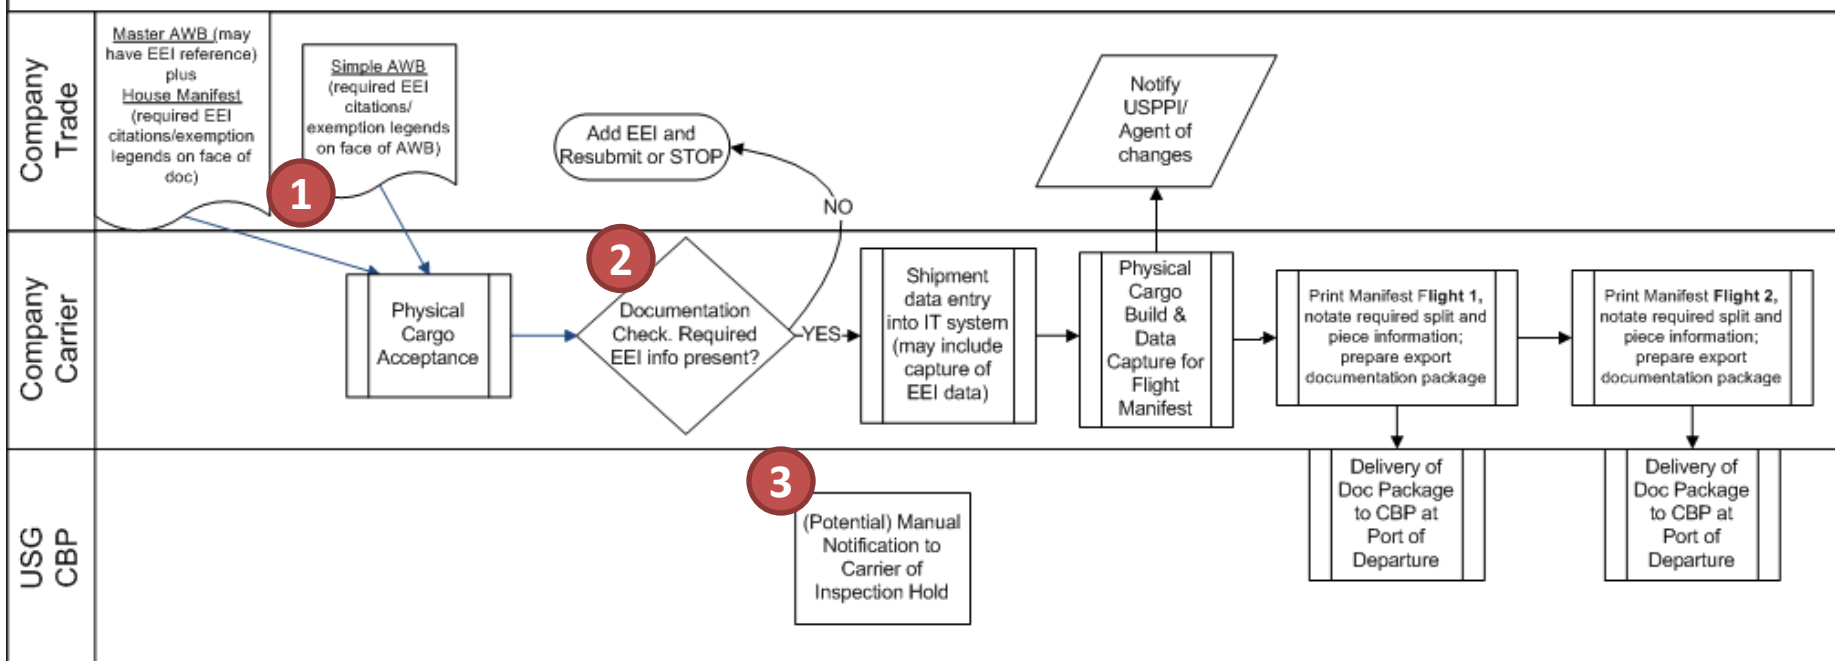 Company
Trade
Master AWB (may
have EEI reference)
plus
House Manifest
(required EEI
citations/exemption
legends on face of
doc)
1
Simple AWB
(required EEI
citations/
exemption legends
on face of AWB)
Add EEI and
Resubmit or STOP
NO
Notify
USPPI/
Agent of
changes
Company
Carrier
Physical
Cargo
Acceptance
2
Documentation
Check. Required
EEI info present?
YES
Shipment
data entry
into IT system
(may include
capture of
EEI data)
Physical
Cargo
Build &
Data
Capture for
Flight
Manifest
Print Manifest Flight 1,
notate required split and
piece information;
prepare export
documentation package
Print Manifest Flight 2,
notate required split and
piece information;
prepare export
documentation package
USG
CBP
3
(Potential) Manual
Notification to
Carrier of
Inspection Hold
Delivery of
Doc Package
to CBP at
Port of
Departure
Delivery of
Doc Package
to CBP at
Port of
Departure